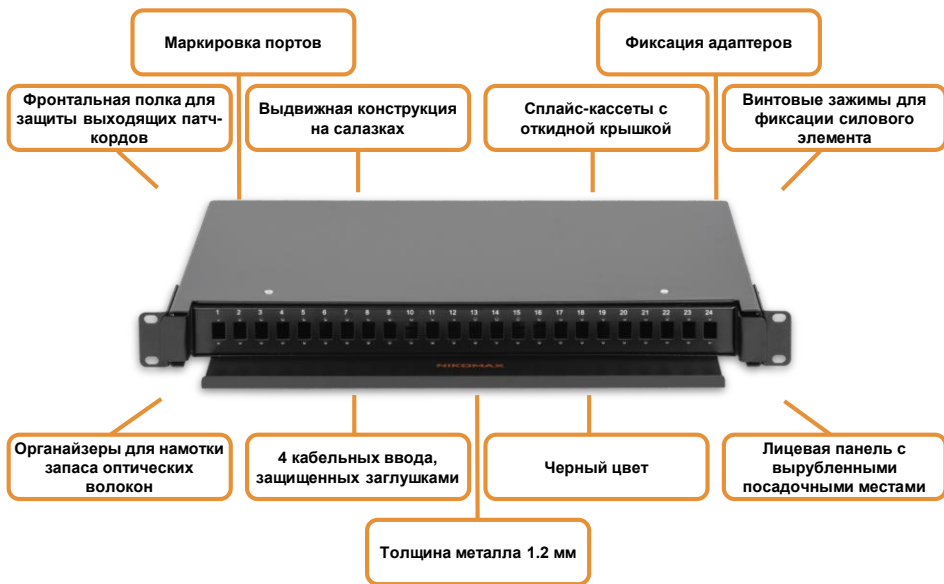 Маркировка портов
Фиксация адаптеров
Фронтальная полка для
защиты выходящих патч-
кордов
Выдвижная конструкция
на салазках
Сплайс-кассеты с
откидной крышкой
Винтовые зажимы для
фиксации силового
элемента
1 2 3 4 5 6 7 8 9 10 11 12 13 14 15 16 17 18 19 20 21 22 23 24
NIKOMAX
Органайзеры для намотки
запаса оптических
волокон
4 кабельных ввода,
защищенных заглушками
Черный цвет
Лицевая панель с
вырубленными
посадочными местами
Толщина металла 1.2 мм